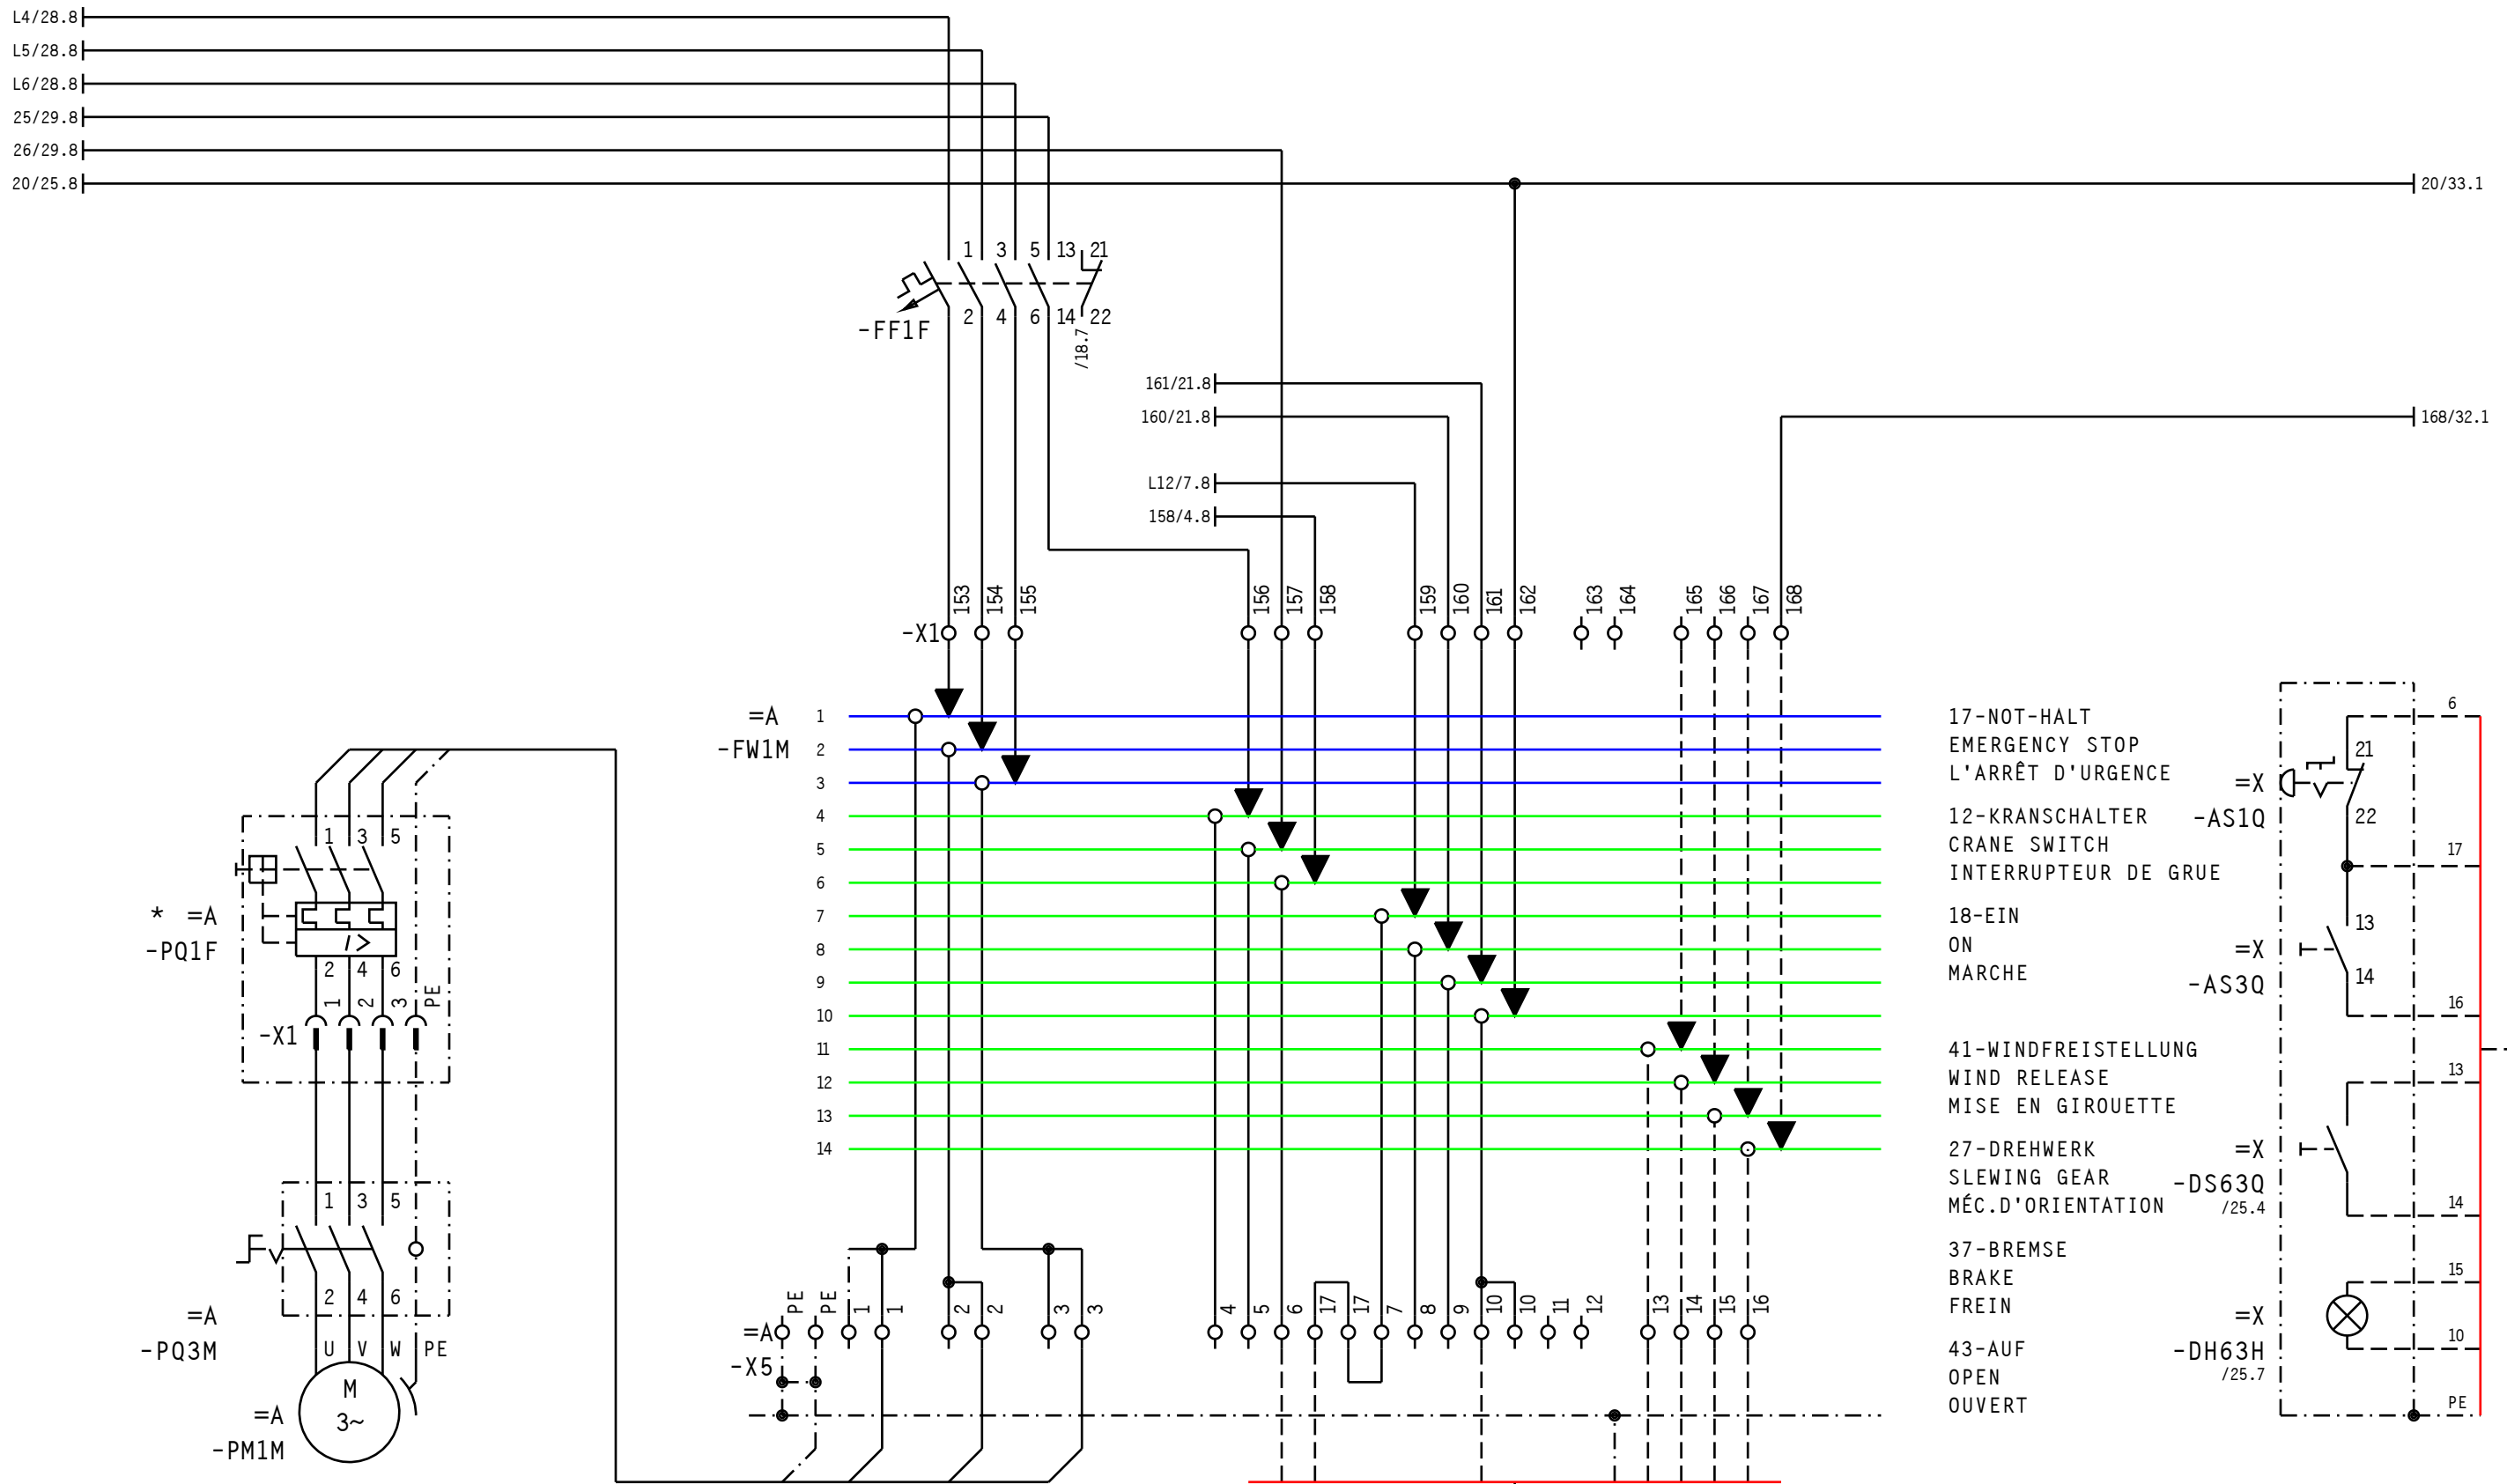 L4/28.8
L5/28.8
L6/28.8
25/29.8
26/29.8
20/25.8 20/33.1
1 3 5 13 21
2 4 6 14 22
-FF1F
/18.7
161/21.8
160/21.8 168/32.1
L12/7.8
158/4.8
153 154 155 156 157 158 159 160 161 162 163 164 165 166 167 168
-X1
=A
-FW1M
1
2
3
4
5
6
7
8
9
10
11
12
13
14
17-NOT-HALT
EMERGENCY STOP
L'ARRÊT D'URGENCE
12-KRANSCHALTER
CRANE SWITCH
INTERRUPTEUR DE GRUE
18-EIN
ON
MARCHE
41-WINDFREISTELLUNG
WIND RELEASE
MISE EN GIROUETTE
27-DREHWERK
SLEWING GEAR
MÉC.D'ORIENTATION
37-BREMSE
BRAKE
FREIN
43-AUF
OPEN
OUVERT
=X
-AS1Q
21
22
6
17
=X
-AS3Q
13
14
16
13
=X
-DS63Q
/25.4
14
15
=X
-DH63H
/25.7
10
PE
1 3 5
* =A
-PQ1F
I>
2 4 6
1 2 3 PE
-X1
1 3 5
2 4 6
=A
-PQ3M
U V W PE
M
3~
=A
-PM1M
PE PE 1 1 2 2 3 3 4 5 6 17 17 7 8 9 10 10 11 12 13 14 15 16
=A
-X5